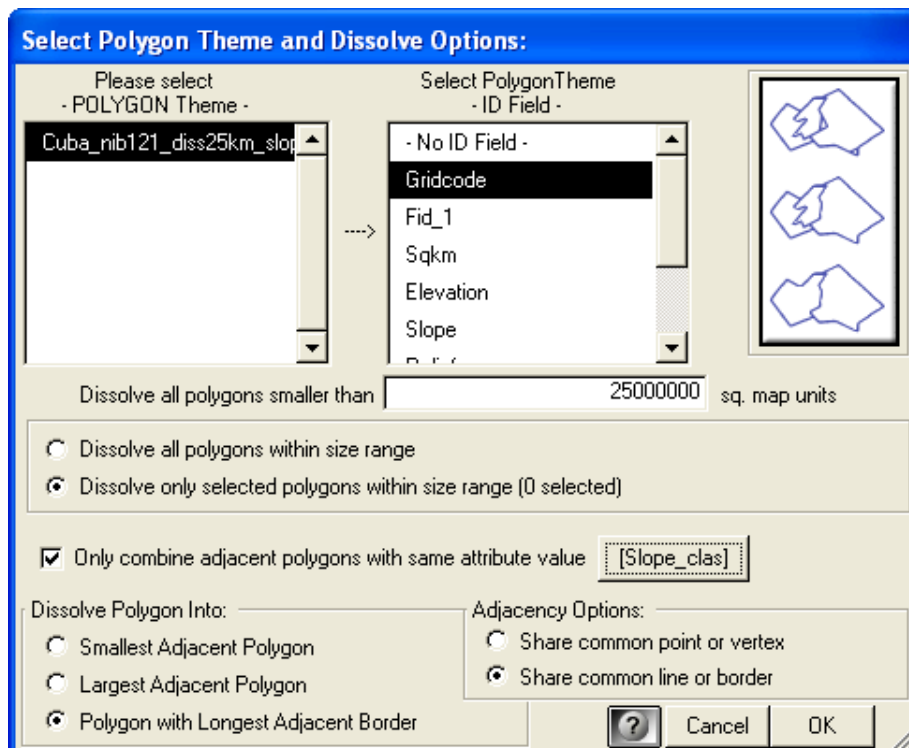 Select Polygon Theme and Dissolve Options:
Please select
- POLYGON Theme -
Select PolygonTheme
- ID Field -
Cuba_nib121_diss25km_slop
---->
- No ID Field -
Gridcode
Fid_1
Sqkm
Elevation
Slope
Dissolve all polygons smaller than 25000000 sq. map units
Dissolve all polygons within size range
Dissolve only selected polygons within size range (0 selected)
Only combine adjacent polygons with same attribute value [Slope_clas]
Dissolve Polygon Into:
Smallest Adjacent Polygon
Largest Adjacent Polygon
Polygon with Longest Adjacent Border
Adjacency Options:
Share common point or vertex
Share common line or border
? Cancel OK